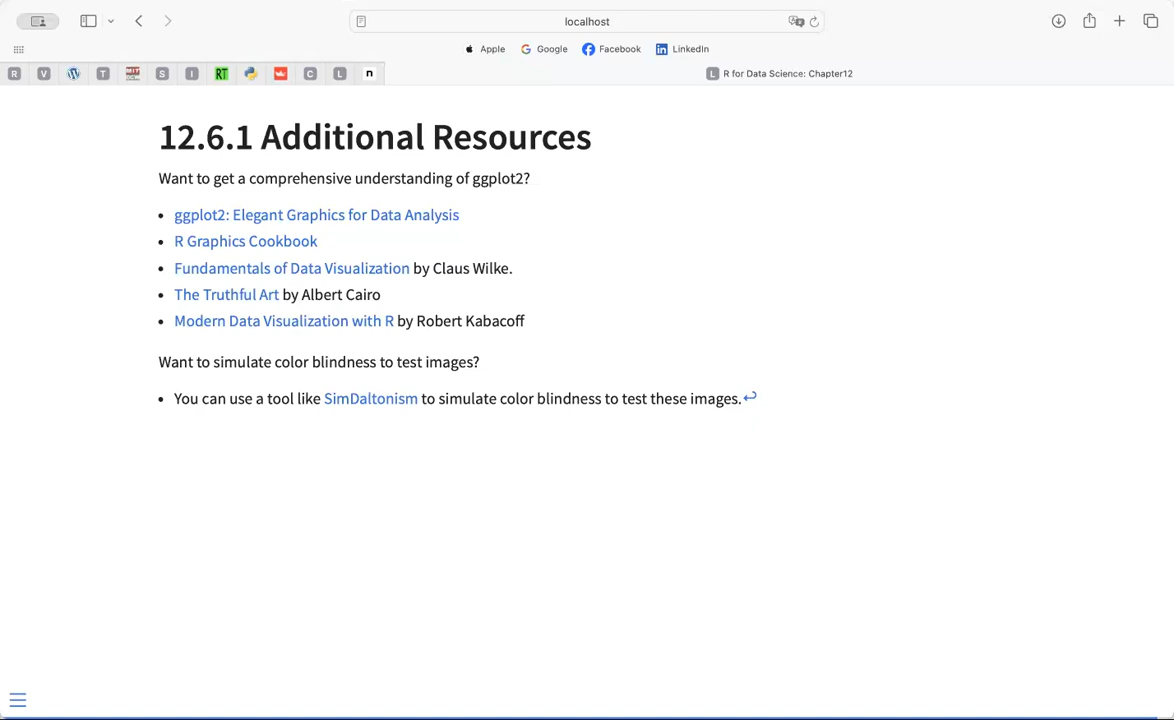 localhost
Apple Google Facebook LinkedIn
R V T S I RT C L n L R for Data Science: Chapter12
12.6.1 Additional Resources
Want to get a comprehensive understanding of ggplot2?
• ggplot2: Elegant Graphics for Data Analysis
• R Graphics Cookbook
• Fundamentals of Data Visualization by Claus Wilke.
• The Truthful Art by Albert Cairo
• Modern Data Visualization with R by Robert Kabacoff
Want to simulate color blindness to test images?
• You can use a tool like SimDaltonism to simulate color blindness to test these images.↩